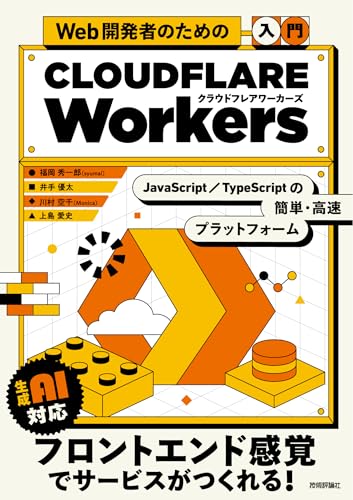 Web開発者のための
入門
CLOUDFLARE
クラウドフレアワーカーズ
Workers
● 福岡 秀一郎(syumai)
■ 井手 優太
◆ 川村 空千(Monica)
▲ 上島 愛史
JavaScript／TypeScriptの
簡単・高速
プラットフォーム
生成AI
対応
フロントエンド感覚
でサービスがつくれる!
技術評論社